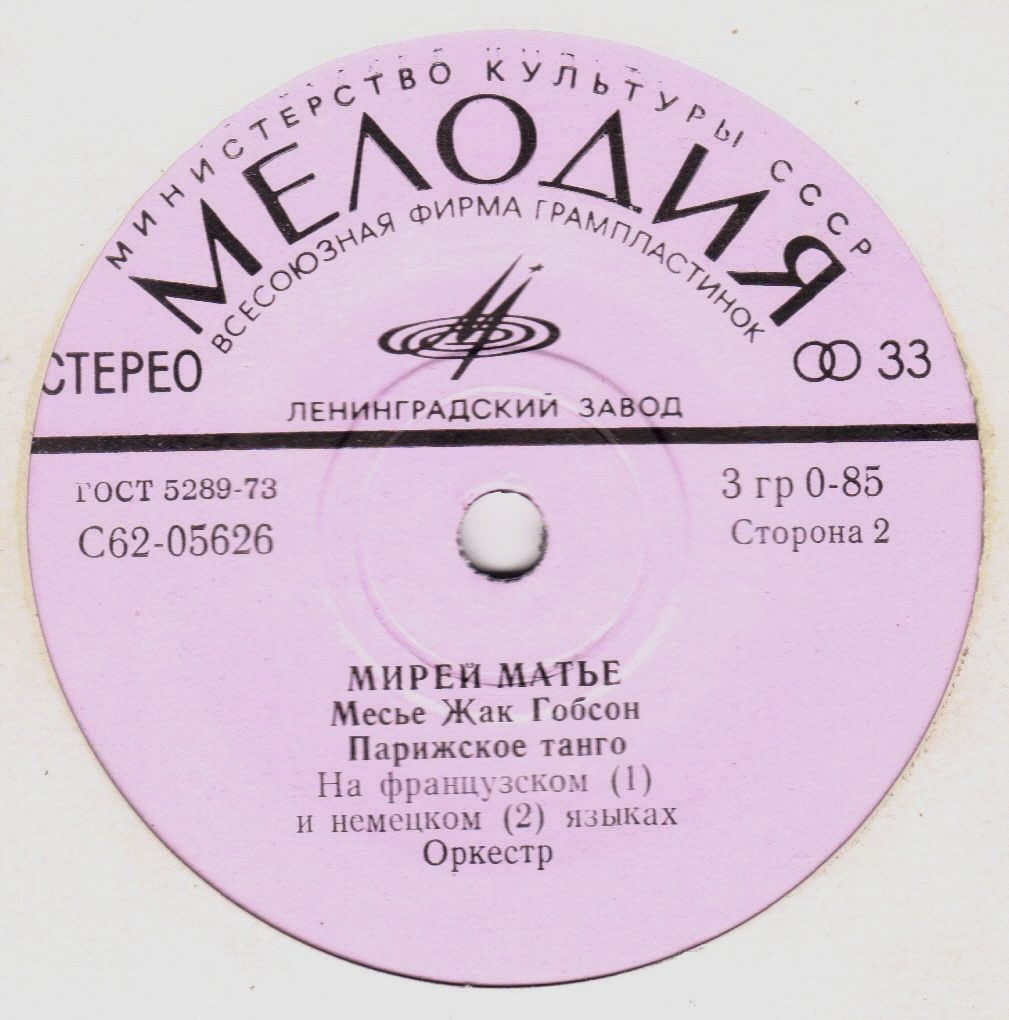 МИНИСТЕРСТВО КУЛЬТУРЫ СССР
МЕЛОДИЯ
ВСЕСОЮЗНАЯ ФИРМА ГРАМПЛАСТИНОК
СТЕРЕО
33
ЛЕНИНГРАДСКИЙ ЗАВОД
ГОСТ 5289-73
3 гр 0-85
С62-05626
Сторона 2
МИРЕЙ МАТЬЕ
Месье Жак Гобсон
Парижское танго
На французском (1)
и немецком (2) языках
Оркестр